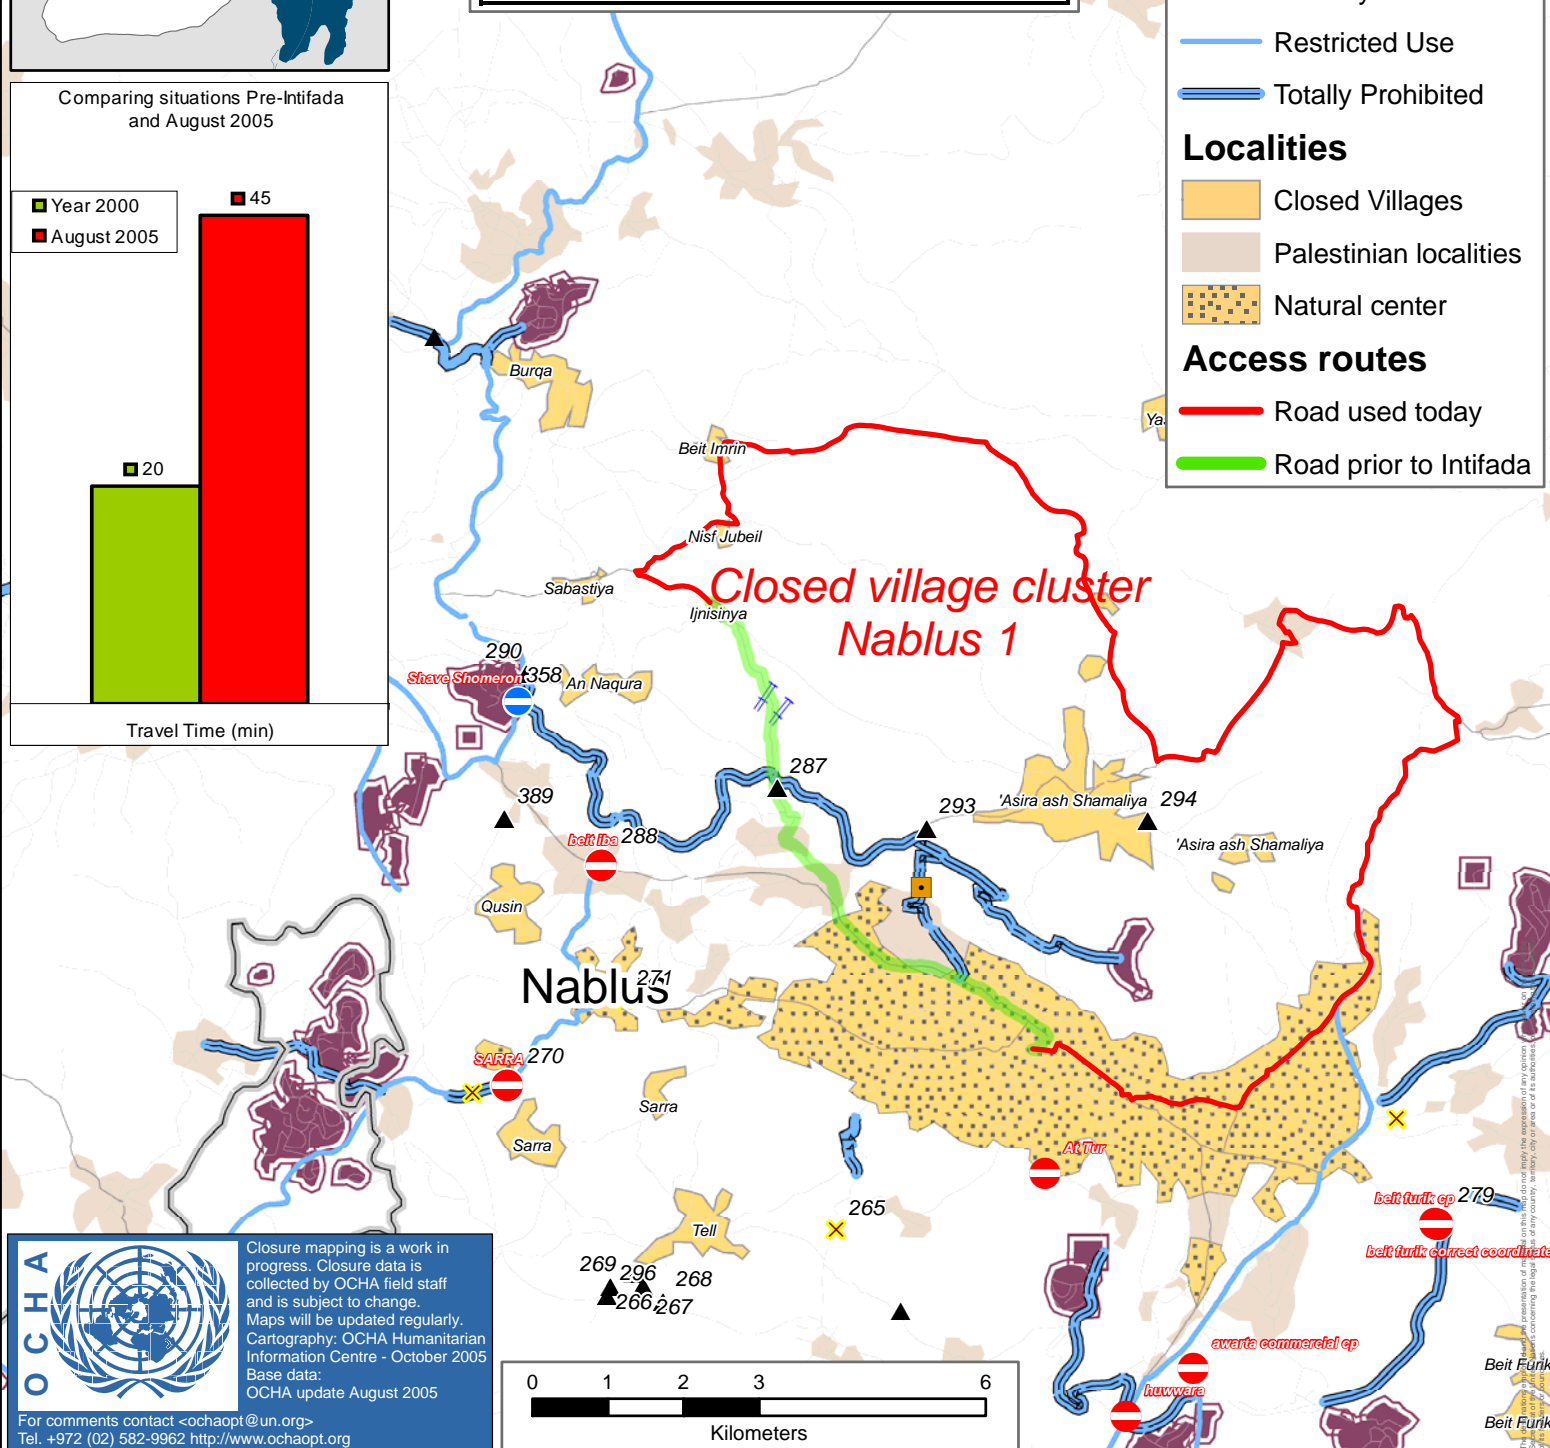 Comparing situations Pre-Intifada
and August 2005
Year 2000
August 2005
45
20
Travel Time (min)
Restricted Use
Totally Prohibited
Localities
Closed Villages
Palestinian localities
Natural center
Access routes
Road used today
Road prior to Intifada
Burqa
Beit Imrin
Nisf Jubeil
Sabastiya
Ijnisinya
Closed village cluster
Nablus 1
290
Shave Shomeron
358
An Naqura
287
389
293
'Asira ash Shamaliya
294
beit iba
288
'Asira ash Shamaliya
Qusin
Nablus
271
SARRA
270
Sarra
Sarra
At Tur
265
Tell
beit furik cp
279
beit furik correct coordinate
269
296
268
266
267
awarta commercial cp
huwwara
Beit Furik
Beit Furik
OCHA
Closure mapping is a work in
progress. Closure data is
collected by OCHA field staff
and is subject to change.
Maps will be updated regularly.
Cartography: OCHA Humanitarian
Information Centre - October 2005
Base data:
OCHA update August 2005
For comments contact <ochaopt@un.org>
Tel. +972 (02) 582-9962 http://www.ochaopt.org
0 1 2 3 6
Kilometers